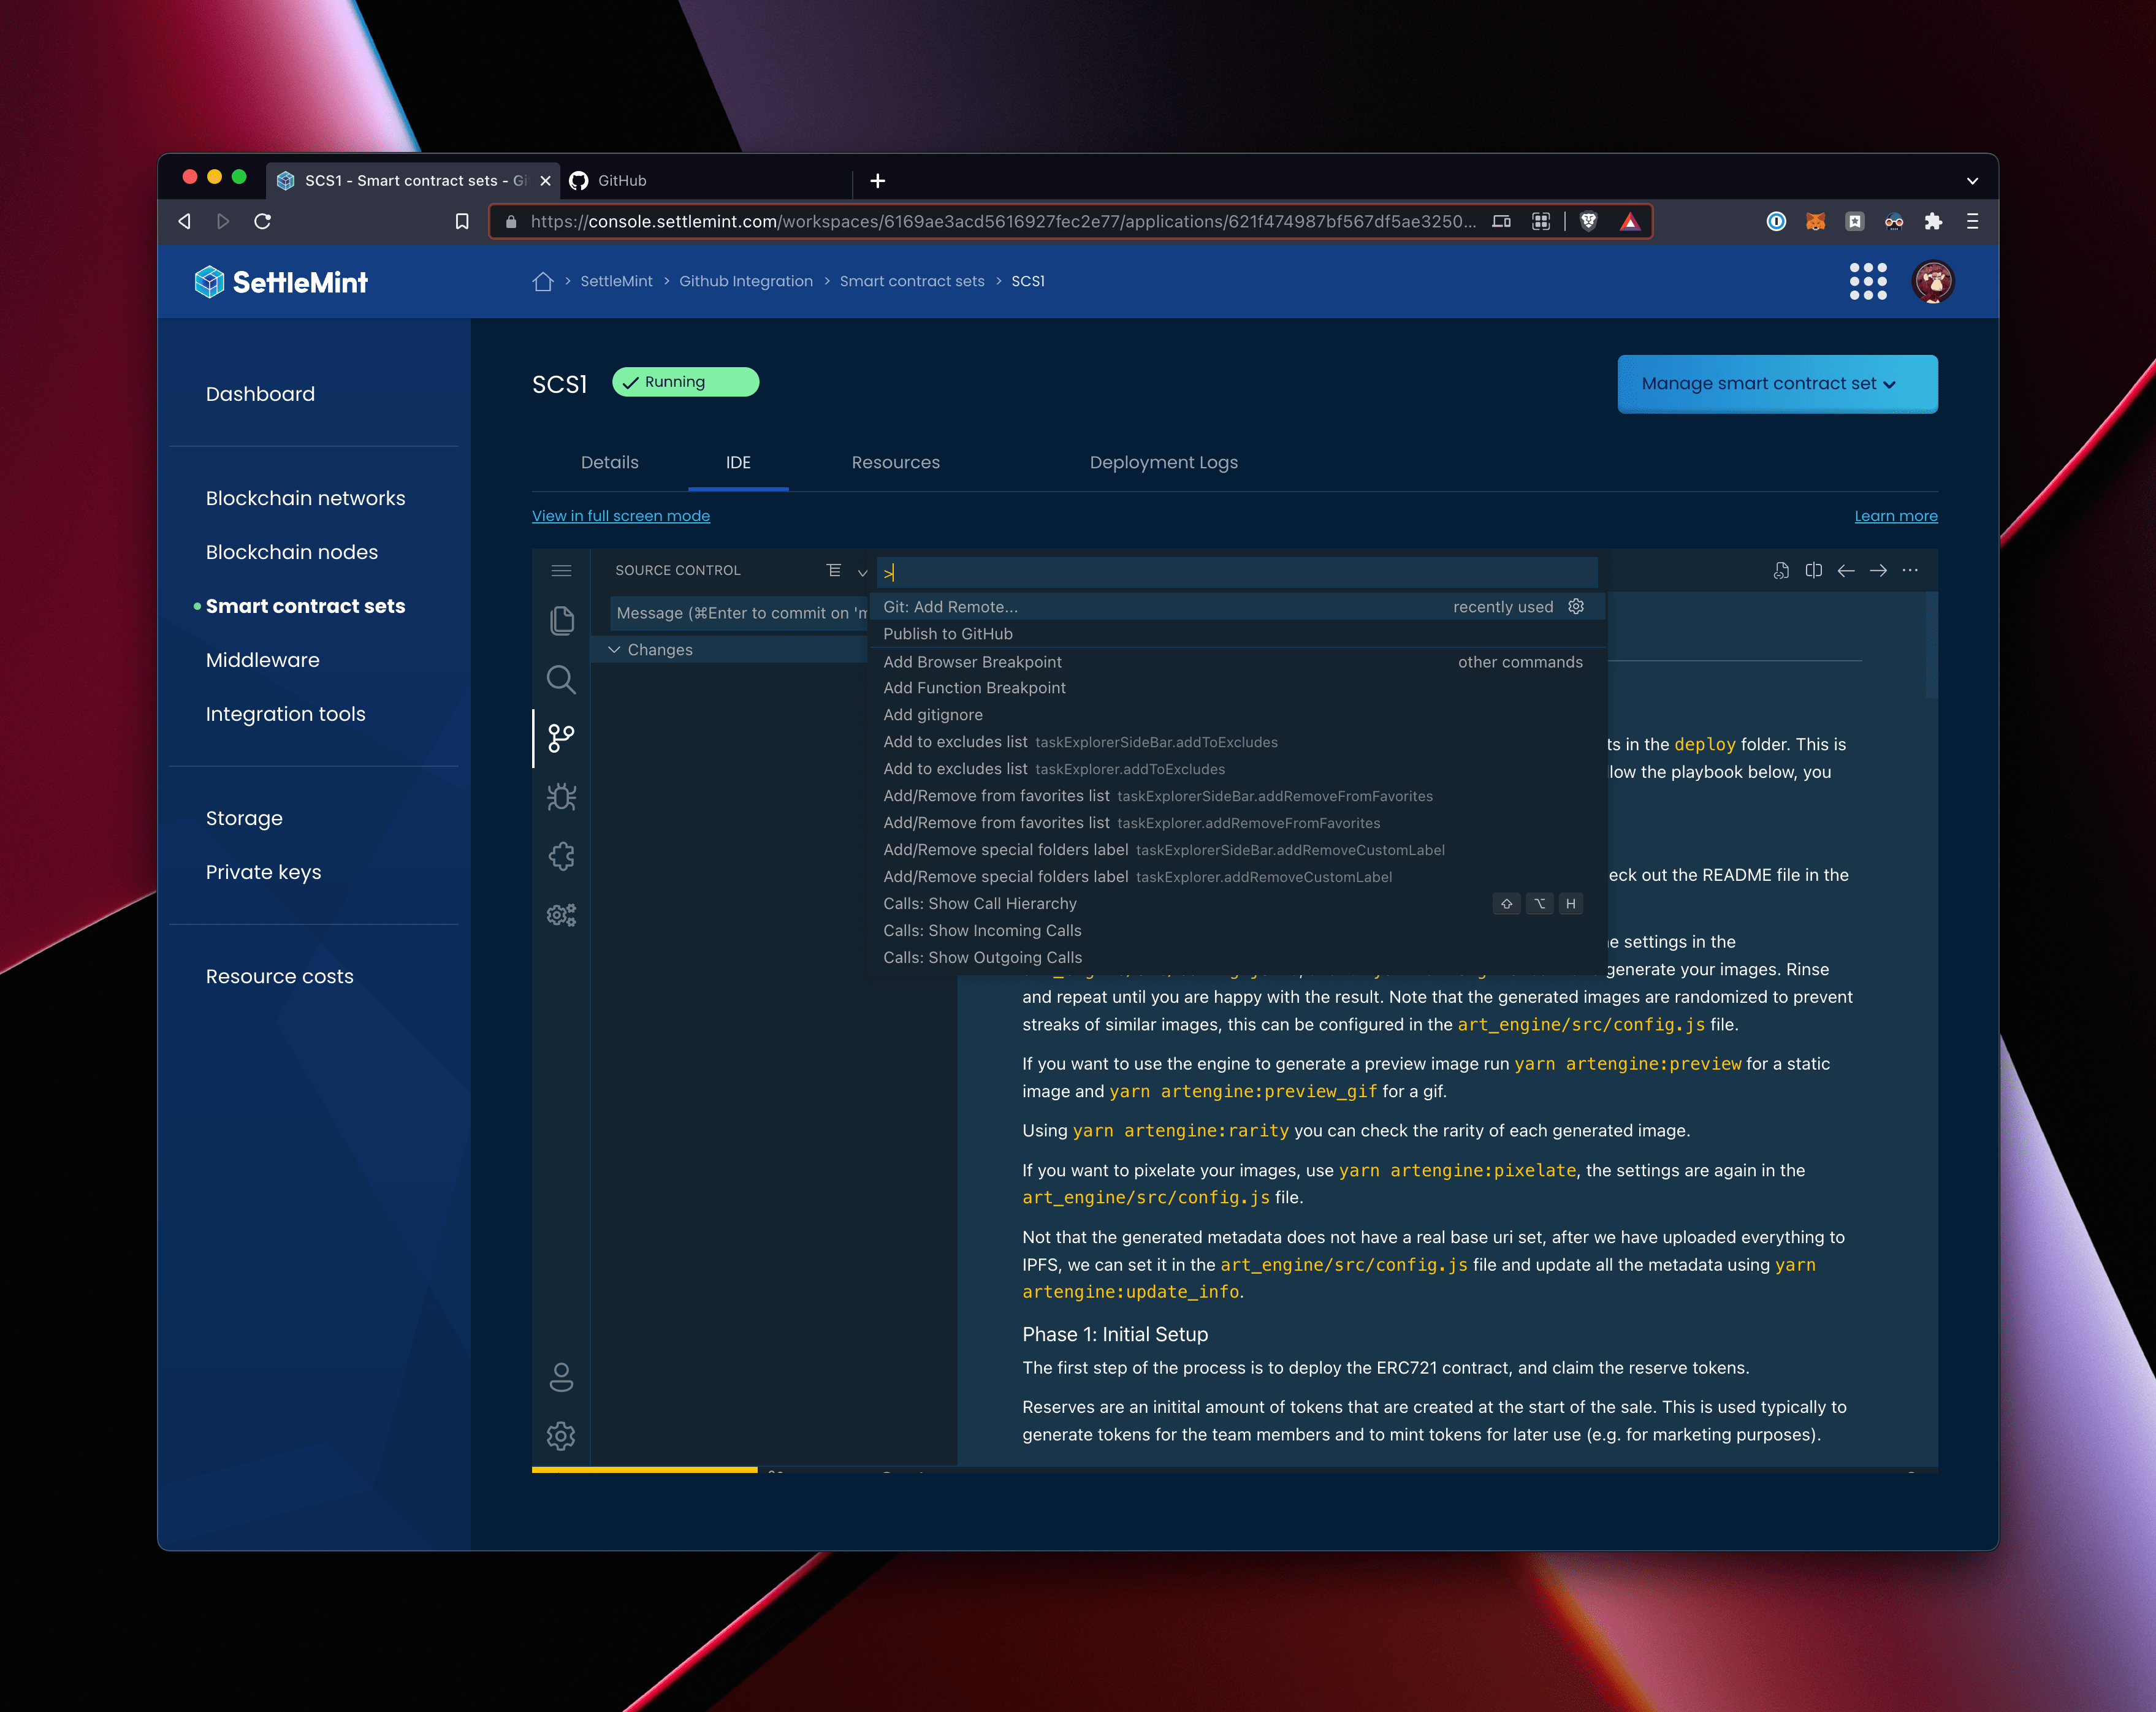 SCS1 - Smart contract sets - Gi
GitHub
https://console.settlemint.com/workspaces/6169ae3acd5616927fec2e77/applications/621f474987bf567df5ae3250...
SettleMint
SettleMint > Github Integration > Smart contract sets > SCS1
Dashboard
Blockchain networks
Blockchain nodes
Smart contract sets
Middleware
Integration tools
Storage
Private keys
Resource costs
SCS1
Running
Manage smart contract set
Details
IDE
Resources
Deployment Logs
View in full screen mode
Learn more
SOURCE CONTROL
Message (⌘Enter to commit on 'm
Changes
>
Git: Add Remote... recently used
Publish to GitHub
Add Browser Breakpoint other commands
Add Function Breakpoint
Add gitignore
Add to excludes list taskExplorerSideBar.addToExcludes
Add to excludes list taskExplorer.addToExcludes
Add/Remove from favorites list taskExplorerSideBar.addRemoveFromFavorites
Add/Remove from favorites list taskExplorer.addRemoveFromFavorites
Add/Remove special folders label taskExplorerSideBar.addRemoveCustomLabel
Add/Remove special folders label taskExplorer.addRemoveCustomLabel
Calls: Show Call Hierarchy ⇧ ⌥ H
Calls: Show Incoming Calls
Calls: Show Outgoing Calls
ts in the deploy folder. This is
llow the playbook below, you
eck out the README file in the
e settings in the
generate your images. Rinse
and repeat until you are happy with the result. Note that the generated images are randomized to prevent
streaks of similar images, this can be configured in the art_engine/src/config.js file.
If you want to use the engine to generate a preview image run yarn artengine:preview for a static
image and yarn artengine:preview_gif for a gif.
Using yarn artengine:rarity you can check the rarity of each generated image.
If you want to pixelate your images, use yarn artengine:pixelate, the settings are again in the
art_engine/src/config.js file.
Not that the generated metadata does not have a real base uri set, after we have uploaded everything to
IPFS, we can set it in the art_engine/src/config.js file and update all the metadata using yarn
artengine:update_info.
Phase 1: Initial Setup
The first step of the process is to deploy the ERC721 contract, and claim the reserve tokens.
Reserves are an initital amount of tokens that are created at the start of the sale. This is used typically to
generate tokens for the team members and to mint tokens for later use (e.g. for marketing purposes).